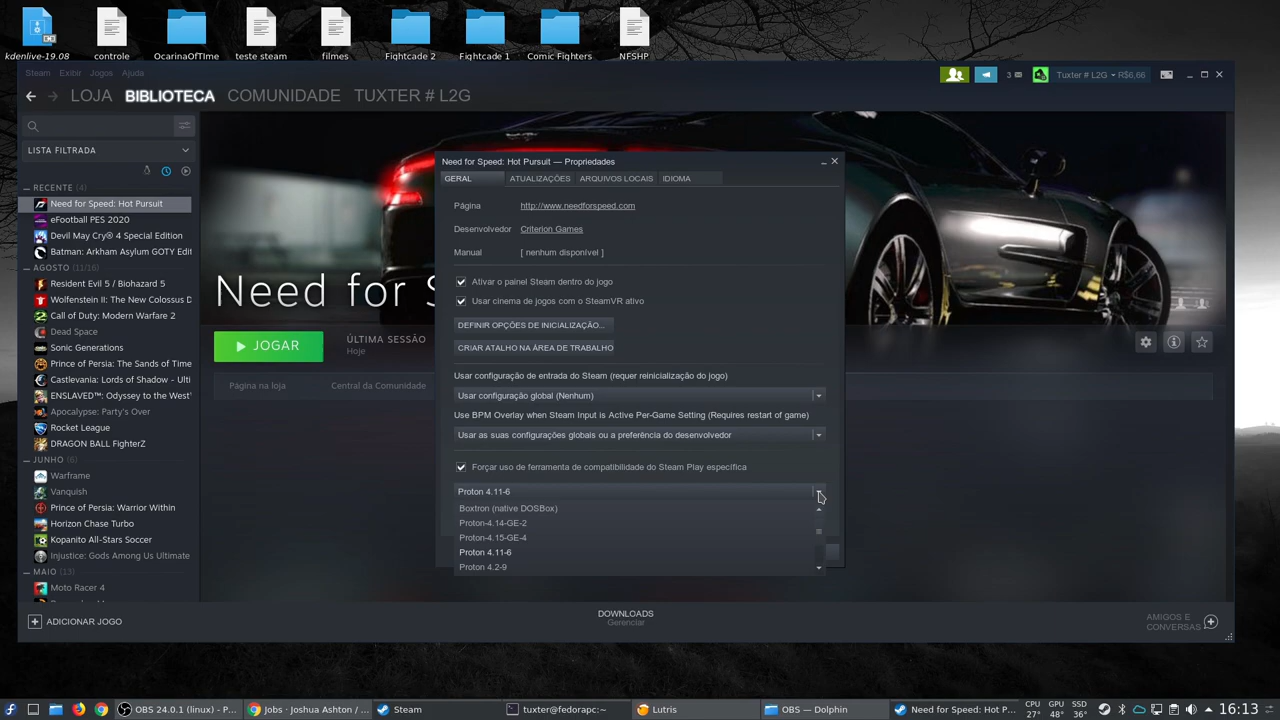 kdenlive-19.08 controle OcarinaOfTIme teste steam filmes Fightcade 2 Fightcade 1 Comic Fighters NFSHP
Steam Exibir Jogos Ajuda
3 Tuxter # L2G R$6,66
LOJA BIBLIOTECA COMUNIDADE TUXTER # L2G
LISTA FILTRADA
RECENTE (4)
Need for Speed: Hot Pursuit
eFootball PES 2020
Devil May Cry® 4 Special Edition
Batman: Arkham Asylum GOTY Edit
AGOSTO (11/16)
Resident Evil 5 / Biohazard 5
Wolfenstein II: The New Colossus D
Call of Duty: Modern Warfare 2
Dead Space
Sonic Generations
Prince of Persia: The Sands of Time
Castlevania: Lords of Shadow - Ulti
ENSLAVED™: Odyssey to the West'
Apocalypse: Party's Over
Rocket League
DRAGON BALL FighterZ
JUNHO (6)
Warframe
Vanquish
Prince of Persia: Warrior Within
Horizon Chase Turbo
Kopanito All-Stars Soccer
Injustice: Gods Among Us Ultimate
MAIO (13)
Moto Racer 4
Need for S
JOGAR
ÚLTIMA SESSÃO
Hoje
Página na loja Central da Comunidade
Need for Speed: Hot Pursuit — Propriedades
GERAL ATUALIZAÇÕES ARQUIVOS LOCAIS IDIOMA
Página http://www.needforspeed.com
Desenvolvedor Criterion Games
Manual [ nenhum disponível ]
Ativar o painel Steam dentro do jogo
Usar cinema de jogos com o SteamVR ativo
DEFINIR OPÇÕES DE INICIALIZAÇÃO...
CRIAR ATALHO NA ÁREA DE TRABALHO
Usar configuração de entrada do Steam (requer reinicialização do jogo)
Usar configuração global (Nenhum)
Use BPM Overlay when Steam Input is Active Per-Game Setting (Requires restart of game)
Usar as suas configurações globais ou a preferência do desenvolvedor
Forçar uso de ferramenta de compatibilidade do Steam Play específica
Proton 4.11-6
Boxtron (native DOSBox)
Proton-4.14-GE-2
Proton-4.15-GE-4
Proton 4.11-6
Proton 4.2-9
ADICIONAR JOGO
DOWNLOADS
Gerenciar
AMIGOS E
CONVERSAS
OBS 24.0.1 (linux) - P... Jobs · Joshua Ashton / ... Steam tuxter@fedorapc:~ Lutris OBS — Dolphin Need for Speed: Hot P...
CPU 27° GPU 48° SSD 36° 16:13